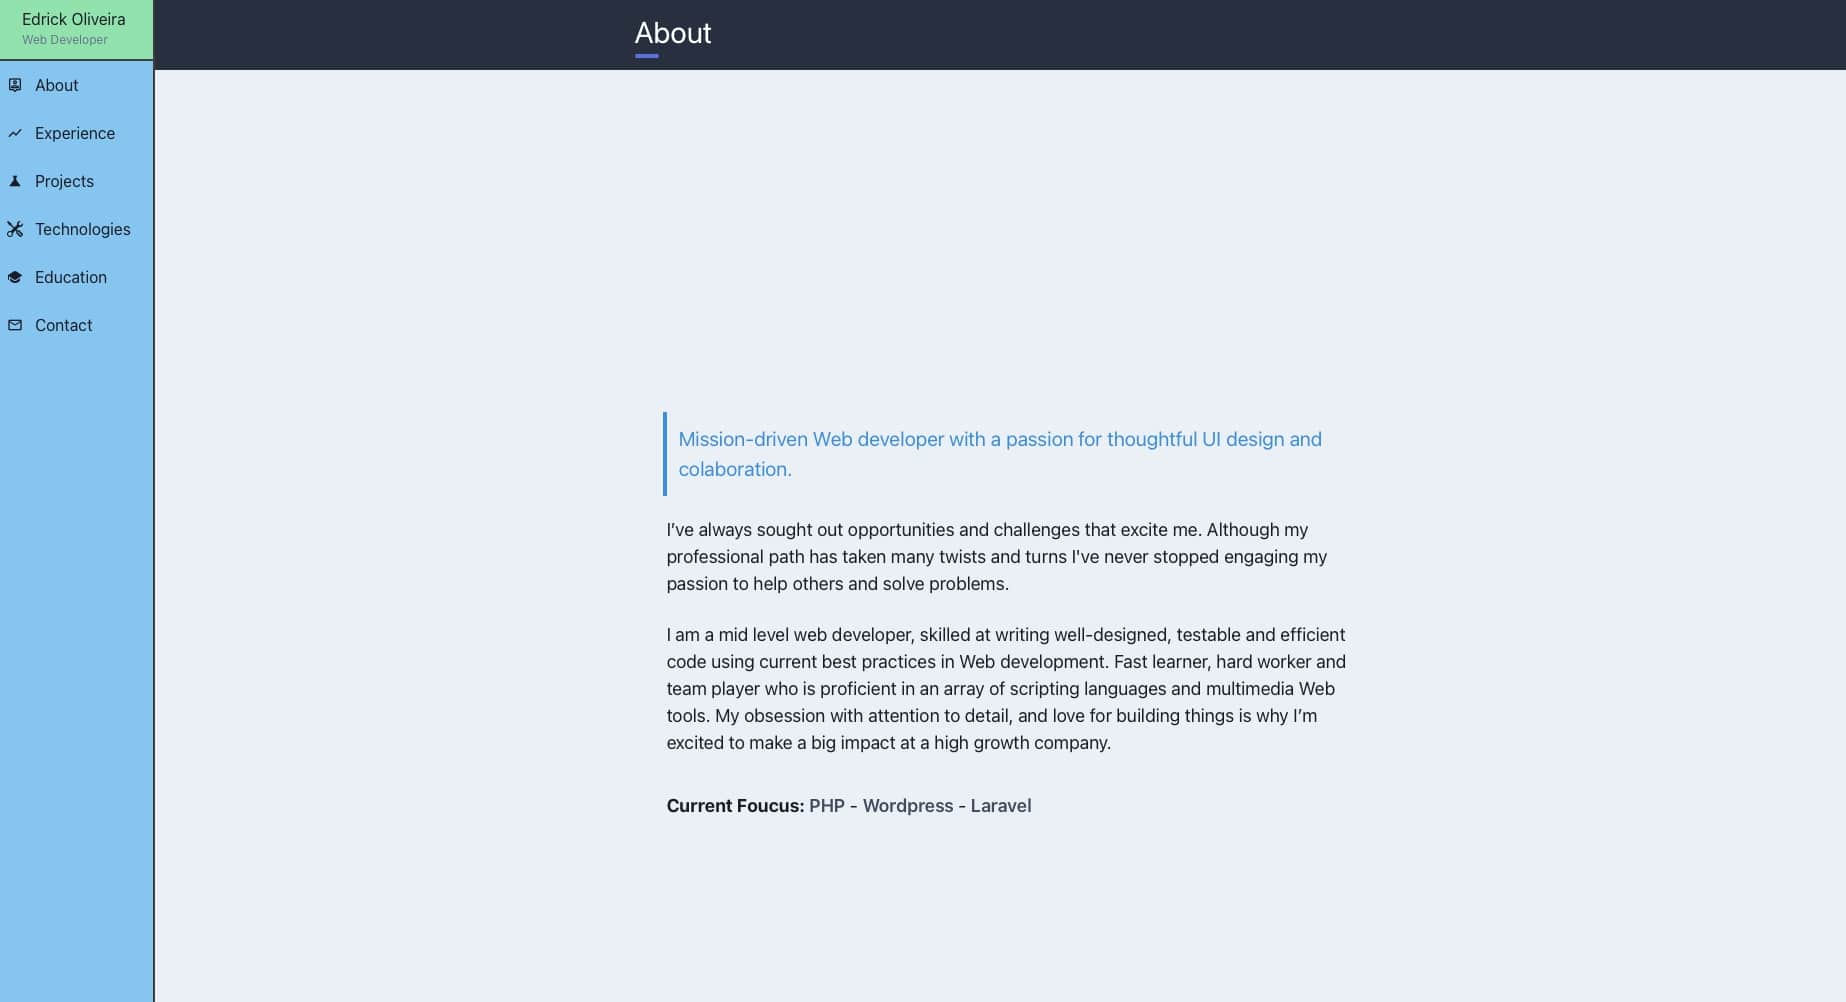 Edrick Oliveira
Web Developer
About
Experience
Projects
Technologies
Education
Contact
About
Mission-driven Web developer with a passion for thoughtful UI design and
colaboration.
I’ve always sought out opportunities and challenges that excite me. Although my
professional path has taken many twists and turns I've never stopped engaging my
passion to help others and solve problems.
I am a mid level web developer, skilled at writing well-designed, testable and efficient
code using current best practices in Web development. Fast learner, hard worker and
team player who is proficient in an array of scripting languages and multimedia Web
tools. My obsession with attention to detail, and love for building things is why I’m
excited to make a big impact at a high growth company.
Current Foucus: PHP - Wordpress - Laravel